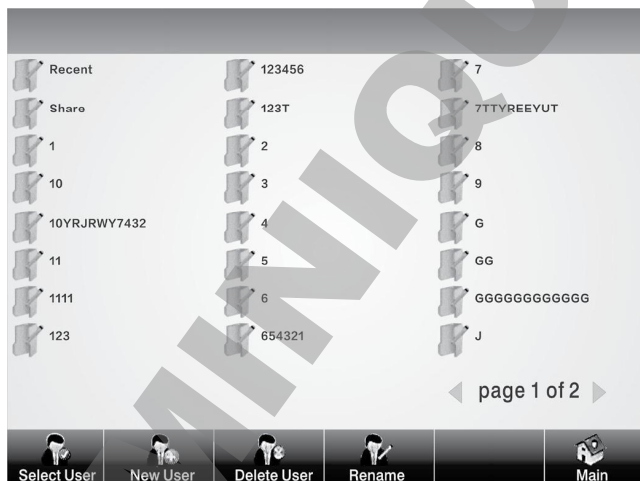 Recent
Share
1
10
10YRJRWY7432
11
1111
123
123456
123T
2
3
4
5
6
654321
7
7TTYREEYUT
8
9
G
GG
GGGGGGGGGGGG
J
page 1 of 2
Select User
New User
Delete User
Rename
Main